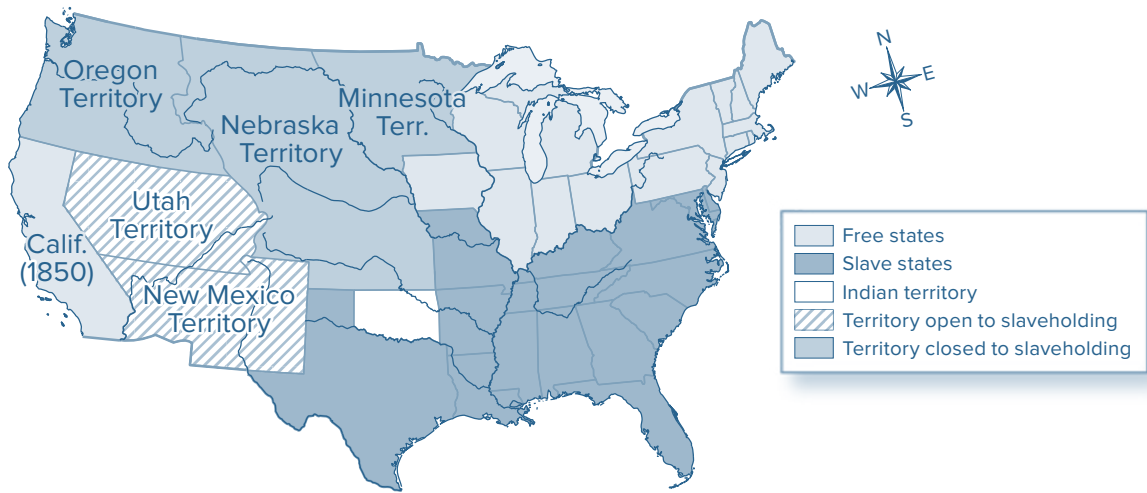 Oregon
Territory
Minnesota
Terr.
Nebraska
Territory
Utah
Territory
Calif.
(1850)
New Mexico
Territory
N
W
E
S
Free states
Slave states
Indian territory
Territory open to slaveholding
Territory closed to slaveholding